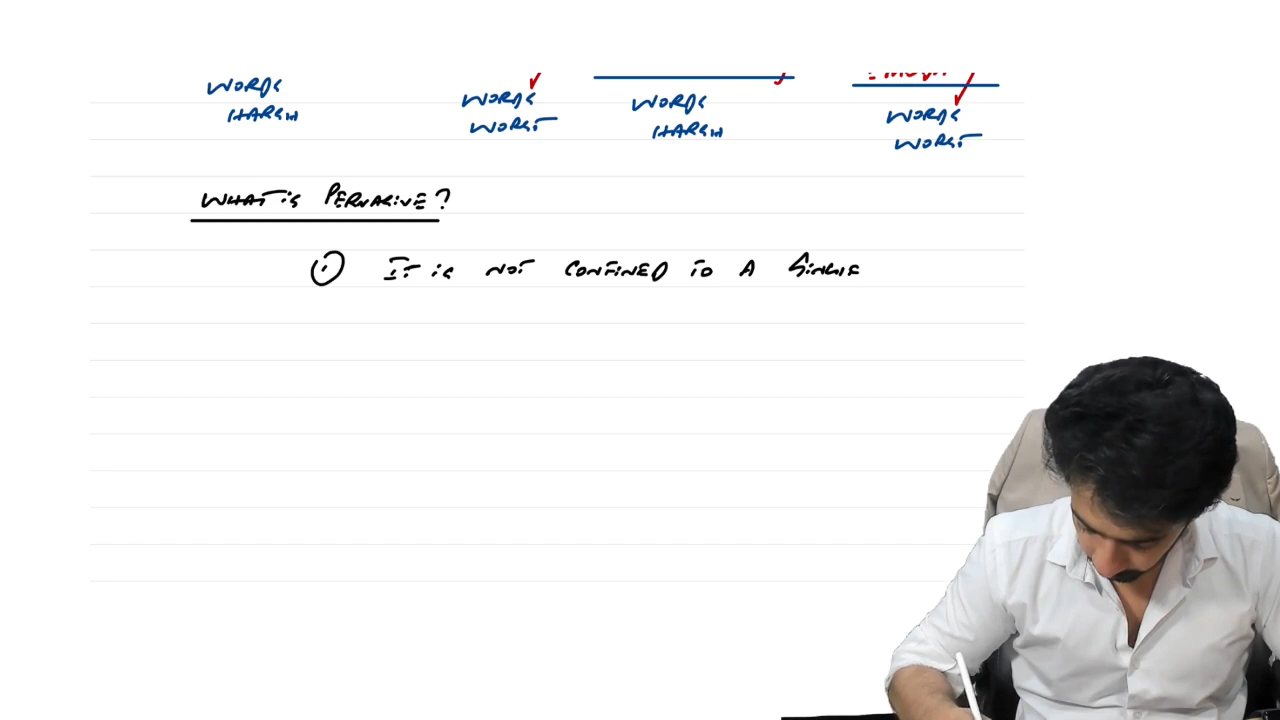 WORDS
HARSH
WORDS
WORST
WORDS
HARSH
WORDS
WORST
WHAT IS PERVASIVE?
① IT IS NOT CONFINED TO A SINGLE